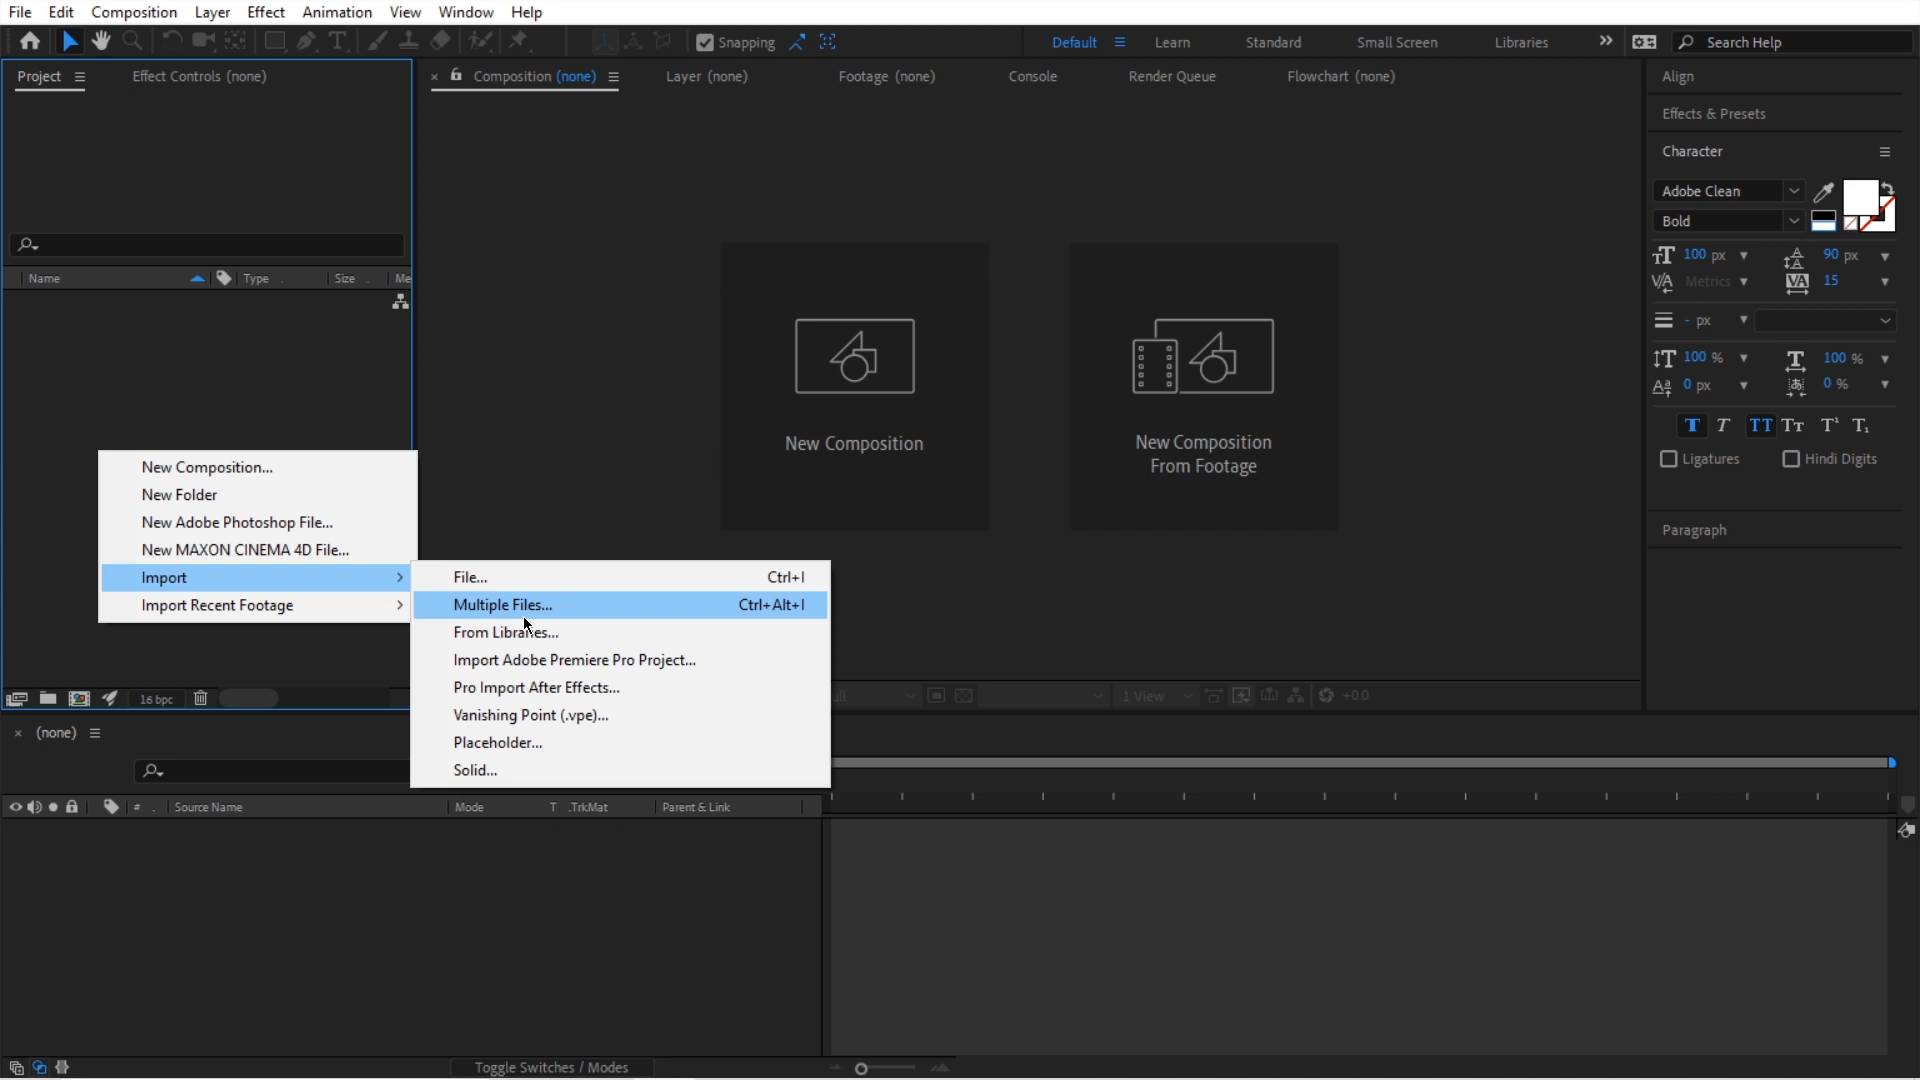 File Edit Composition Layer Effect Animation View Window Help
Snapping Default Learn Standard Small Screen Libraries Search Help
Project Effect Controls (none) Composition (none) Layer (none) Footage (none) Console Render Queue Flowchart (none) Align
Effects & Presets
Character
Adobe Clean
Bold
Name Type Size Me
100 px 90 px
Metrics 15
- px
100 % 100 %
0 px 0 %
T T TT Tт T¹ T₁
Ligatures Hindi Digits
Paragraph
New Composition
New Composition
From Footage
New Composition...
New Folder
New Adobe Photoshop File...
New MAXON CINEMA 4D File...
Import
Import Recent Footage
File... Ctrl+I
Multiple Files... Ctrl+Alt+I
From Libraries...
Import Adobe Premiere Pro Project...
Pro Import After Effects...
Vanishing Point (.vpe)...
Placeholder...
Solid...
16 bpc 1 View +0.0
(none)
# Source Name Mode T .TrkMat Parent & Link
Toggle Switches / Modes